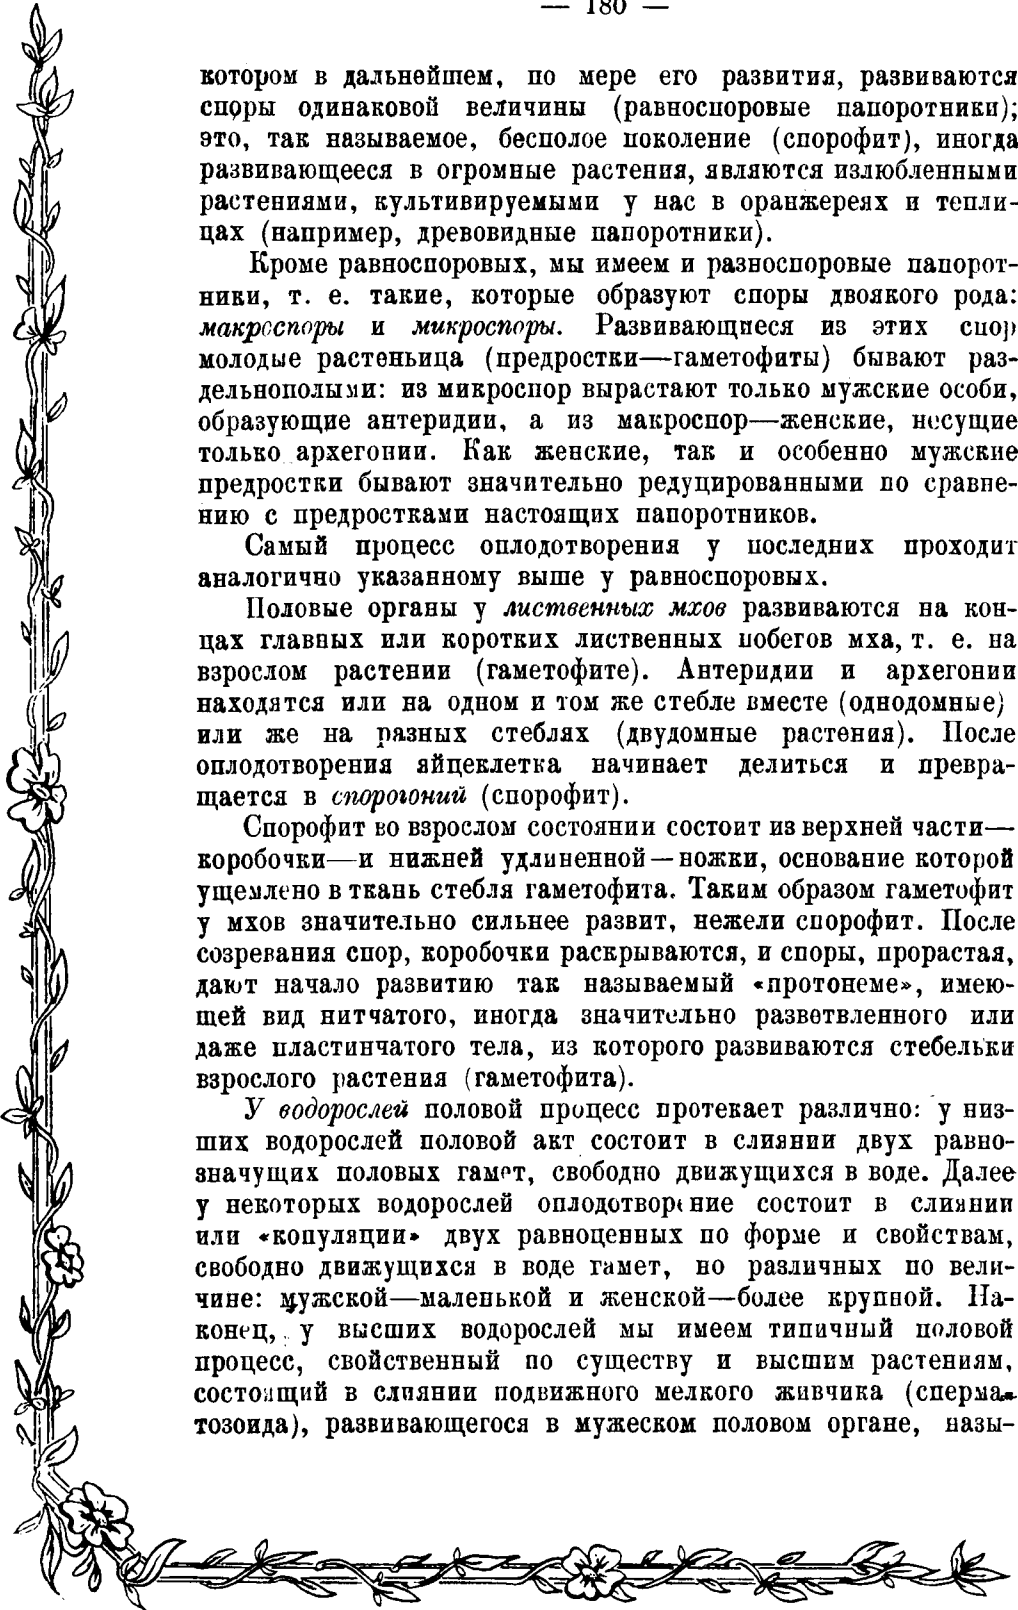 — 180 —
котором в дальнейшем, по мере его развития, развиваются
споры одинаковой величины (равноспоровые папоротники);
это, так называемое, бесполое поколение (спорофит), иногда
развивающееся в огромные растения, являются излюбленными
растениями, культивируемыми у нас в оранжереях и тепли-
цах (например, древовидные папоротники).
Кроме равноспоровых, мы имеем и разноспоровые папорот-
ники, т. е. такие, которые образуют споры двоякого рода:
макроспоры и микроспоры. Развивающиеся из этих спор
молодые растеньица (предростки—гаметофиты) бывают раз-
дельнополыми: из микроспор вырастают только мужские особи,
образующие антеридии, а из макроспор—женские, несущие
только архегонии. Как женские, так и особенно мужские
предростки бывают значительно редуцированными по сравне-
нию с предростками настоящих папоротников.
Самый процесс оплодотворения у последних проходит
аналогично указанному выше у равноспоровых.
Половые органы у лиственных мхов развиваются на кон-
цах главных или коротких лиственных побегов мха, т. е. на
взрослом растении (гаметофите). Антеридии и архегонии
находятся или на одном и том же стебле вместе (однодомные)
или же на разных стеблях (двудомные растения). После
оплодотворения яйцеклетка начинает делиться и превра-
щается в спорогоний (спорофит).
Спорофит во взрослом состоянии состоит из верхней части—
коробочки—и нижней удлиненной—ножки, основание которой
ущемлено в ткань стебля гаметофита. Таким образом гаметофит
у мхов значительно сильнее развит, нежели спорофит. После
созревания спор, коробочки раскрываются, и споры, прорастая,
дают начало развитию так называемый «протонеме», имею-
щей вид нитчатого, иногда значительно разветвленного или
даже пластинчатого тела, из которого развиваются стебельки
взрослого растения (гаметофита).
У водорослей половой процесс протекает различно: у низ-
ших водорослей половой акт состоит в слиянии двух равно-
значущих половых гамет, свободно движущихся в воде. Далее
у некоторых водорослей оплодотворение состоит в слиянии
или «копуляции» двух равноценных по форме и свойствам,
свободно движущихся в воде гамет, но различных по вели-
чине: мужской—маленькой и женской—более крупной. На-
конец, у высших водорослей мы имеем типичный половой
процесс, свойственный по существу и высшим растениям,
состоящий в слиянии подвижного мелкого живчика (сперма-
тозоида), развивающегося в мужеском половом органе, назы-